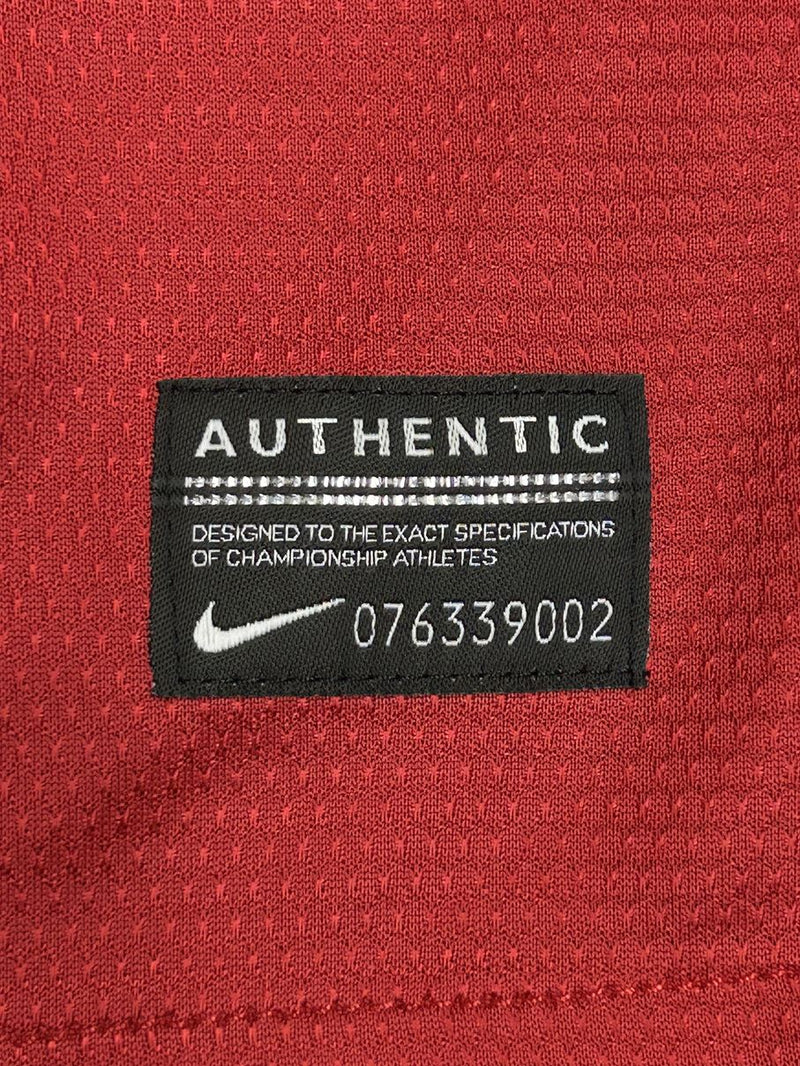 AUTHENTIC
DESIGNED TO THE EXACT SPECIFICATIONS
OF CHAMPIONSHIP ATHLETES
076339002